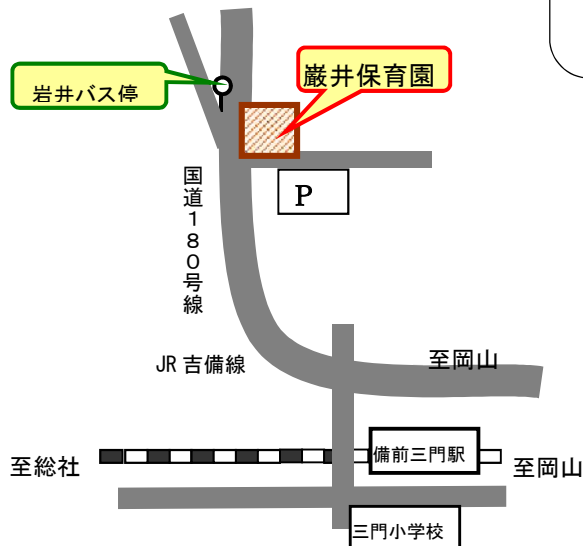 巌井保育園
岩井バス停
P
国道１８０号線
JR 吉備線
至岡山
備前三門駅
至総社
至岡山
三門小学校